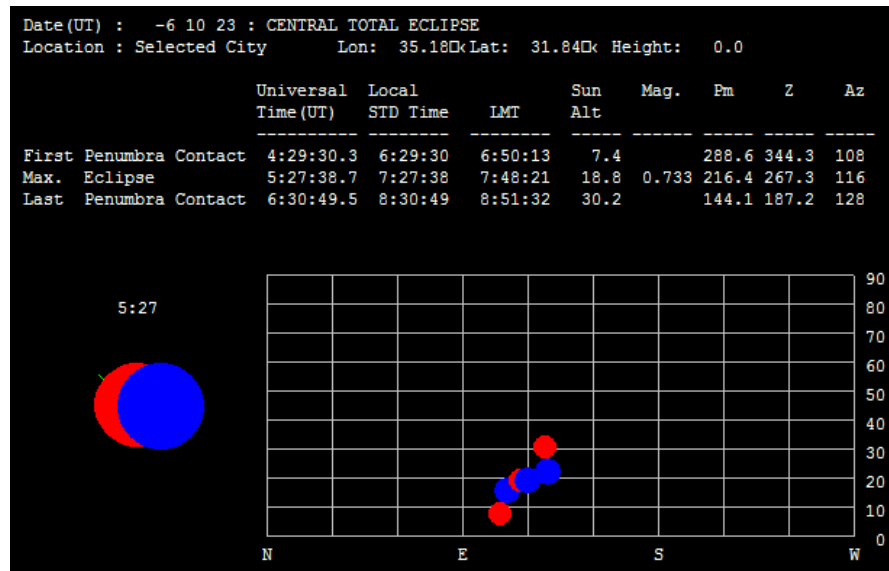 Date(UT) :   -6 10 23 : CENTRAL TOTAL ECLIPSE
Location : Selected City       Lon:  35.18□kLat:  31.84□k Height:   0.0
Universal Local Sun Mag. Pm Z Az
Time(UT) STD Time LMT Alt
---------- -------- -------- ----- ------ ----- ----- -----
First Penumbra Contact 4:29:30.3 6:29:30 6:50:13 7.4 288.6 344.3 108
Max. Eclipse 5:27:38.7 7:27:38 7:48:21 18.8 0.733 216.4 267.3 116
Last Penumbra Contact 6:30:49.5 8:30:49 8:51:32 30.2 144.1 187.2 128
5:27
90
80
70
60
50
40
30
20
10
0
N E S W